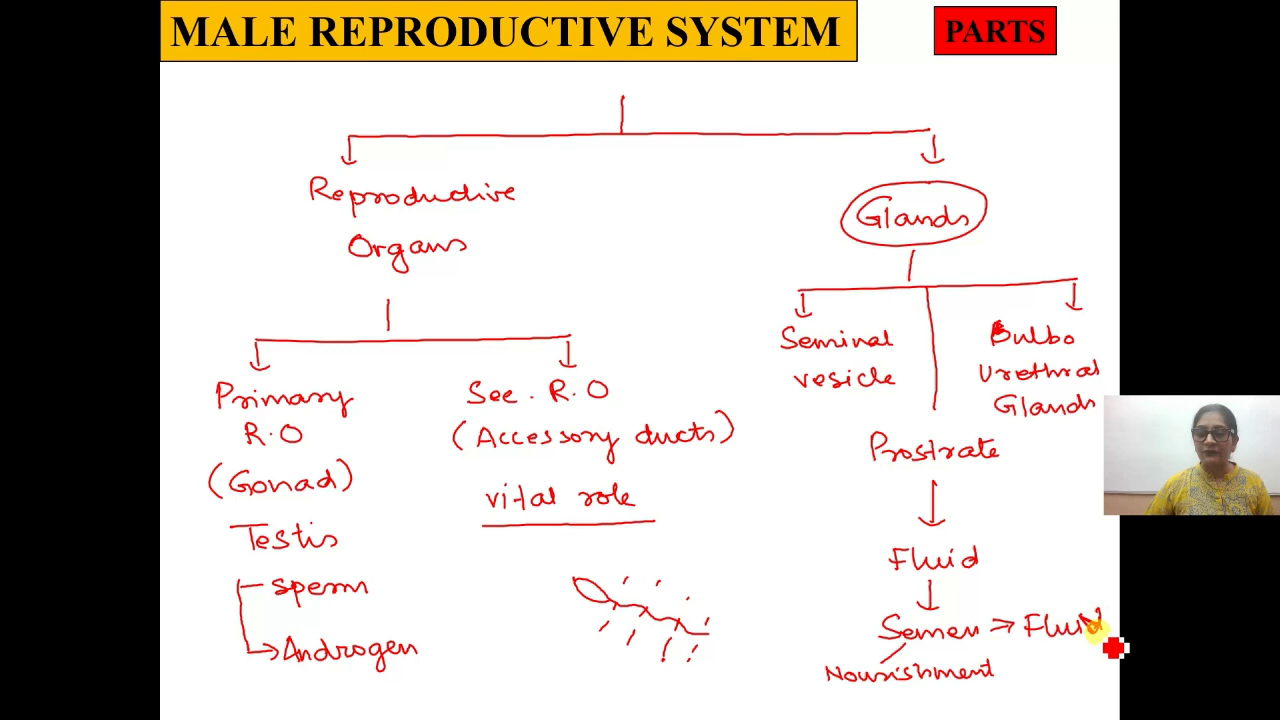 MALE REPRODUCTIVE SYSTEM
PARTS
Reproductive
Organs
Glands
Primary
R.O
(Gonad)
Testis
Sperm
Androgen
Sec. R.O
(Accessory ducts)
vital role
Seminal
vesicle
Prostrate
Bulbo
Urethral
Glands
Fluid
Semen ⇒ Fluid
Nourishment